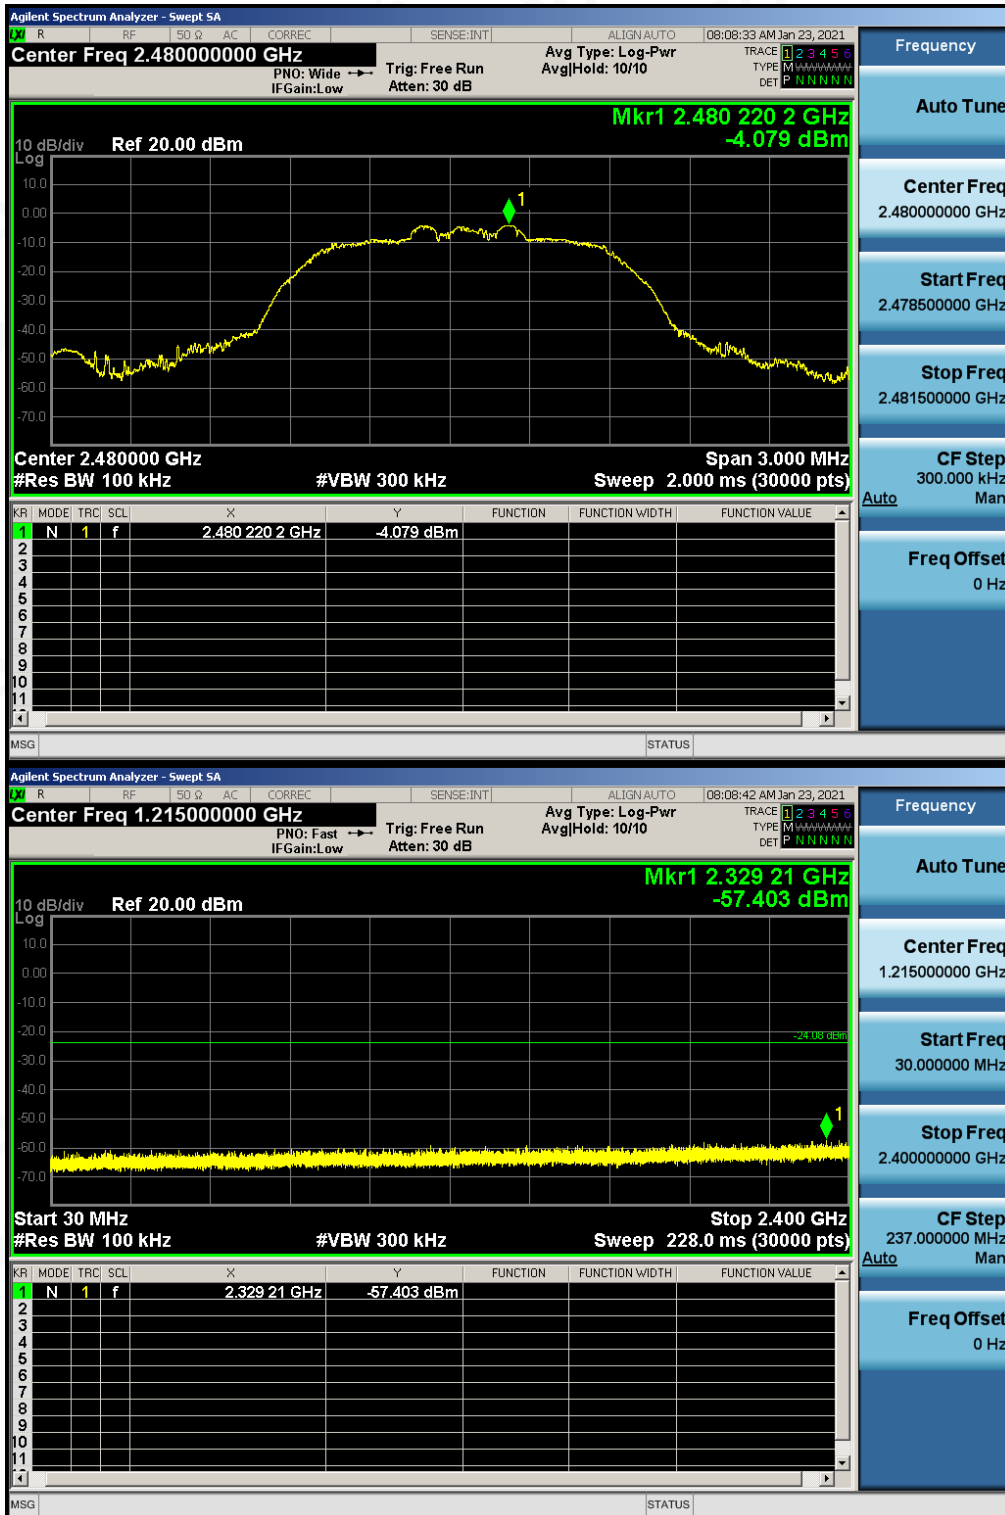 Agilent Spectrum Analyzer - Swept SA
LXI R RF 50 Ω AC CORREC SENSE:INT ALIGN AUTO 08:08:33 AM Jan 23, 2021
Center Freq 2.480000000 GHz
PNO: Wide
IFGain:Low
Trig: Free Run
Atten: 30 dB
Avg Type: Log-Pwr
Avg|Hold: 10/10
TRACE 1 2 3 4 5 6
TYPE M WWWWW
DET P N N N N N
Mkr1 2.480 220 2 GHz
-4.079 dBm
10 dB/div Ref 20.00 dBm
Log
10.0
0.00
-10.0
-20.0
-30.0
-40.0
-50.0
-60.0
-70.0
1
Center 2.480000 GHz Span 3.000 MHz
#Res BW 100 kHz #VBW 300 kHz Sweep 2.000 ms (30000 pts)
KR MODE TRC SCL X Y FUNCTION FUNCTION WIDTH FUNCTION VALUE
1 N 1 f 2.480 220 2 GHz -4.079 dBm
2
3
4
5
6
7
8
9
10
11
MSG STATUS
Frequency
Auto Tune
Center Freq
2.480000000 GHz
Start Freq
2.478500000 GHz
Stop Freq
2.481500000 GHz
CF Step
300.000 kHz
Auto Man
Freq Offset
0 Hz
Agilent Spectrum Analyzer - Swept SA
LXI R RF 50 Ω AC CORREC SENSE:INT ALIGN AUTO 08:08:42 AM Jan 23, 2021
Center Freq 1.215000000 GHz
PNO: Fast
IFGain:Low
Trig: Free Run
Atten: 30 dB
Avg Type: Log-Pwr
Avg|Hold: 10/10
TRACE 1 2 3 4 5 6
TYPE M WWWWW
DET P N N N N N
Mkr1 2.329 21 GHz
-57.403 dBm
10 dB/div Ref 20.00 dBm
Log
10.0
0.00
-10.0
-20.0
-30.0
-40.0
-50.0
-60.0
-70.0
-24.08 dBm
1
Start 30 MHz Stop 2.400 GHz
#Res BW 100 kHz #VBW 300 kHz Sweep 228.0 ms (30000 pts)
KR MODE TRC SCL X Y FUNCTION FUNCTION WIDTH FUNCTION VALUE
1 N 1 f 2.329 21 GHz -57.403 dBm
2
3
4
5
6
7
8
9
10
11
MSG STATUS
Frequency
Auto Tune
Center Freq
1.215000000 GHz
Start Freq
30.000000 MHz
Stop Freq
2.400000000 GHz
CF Step
237.000000 MHz
Auto Man
Freq Offset
0 Hz